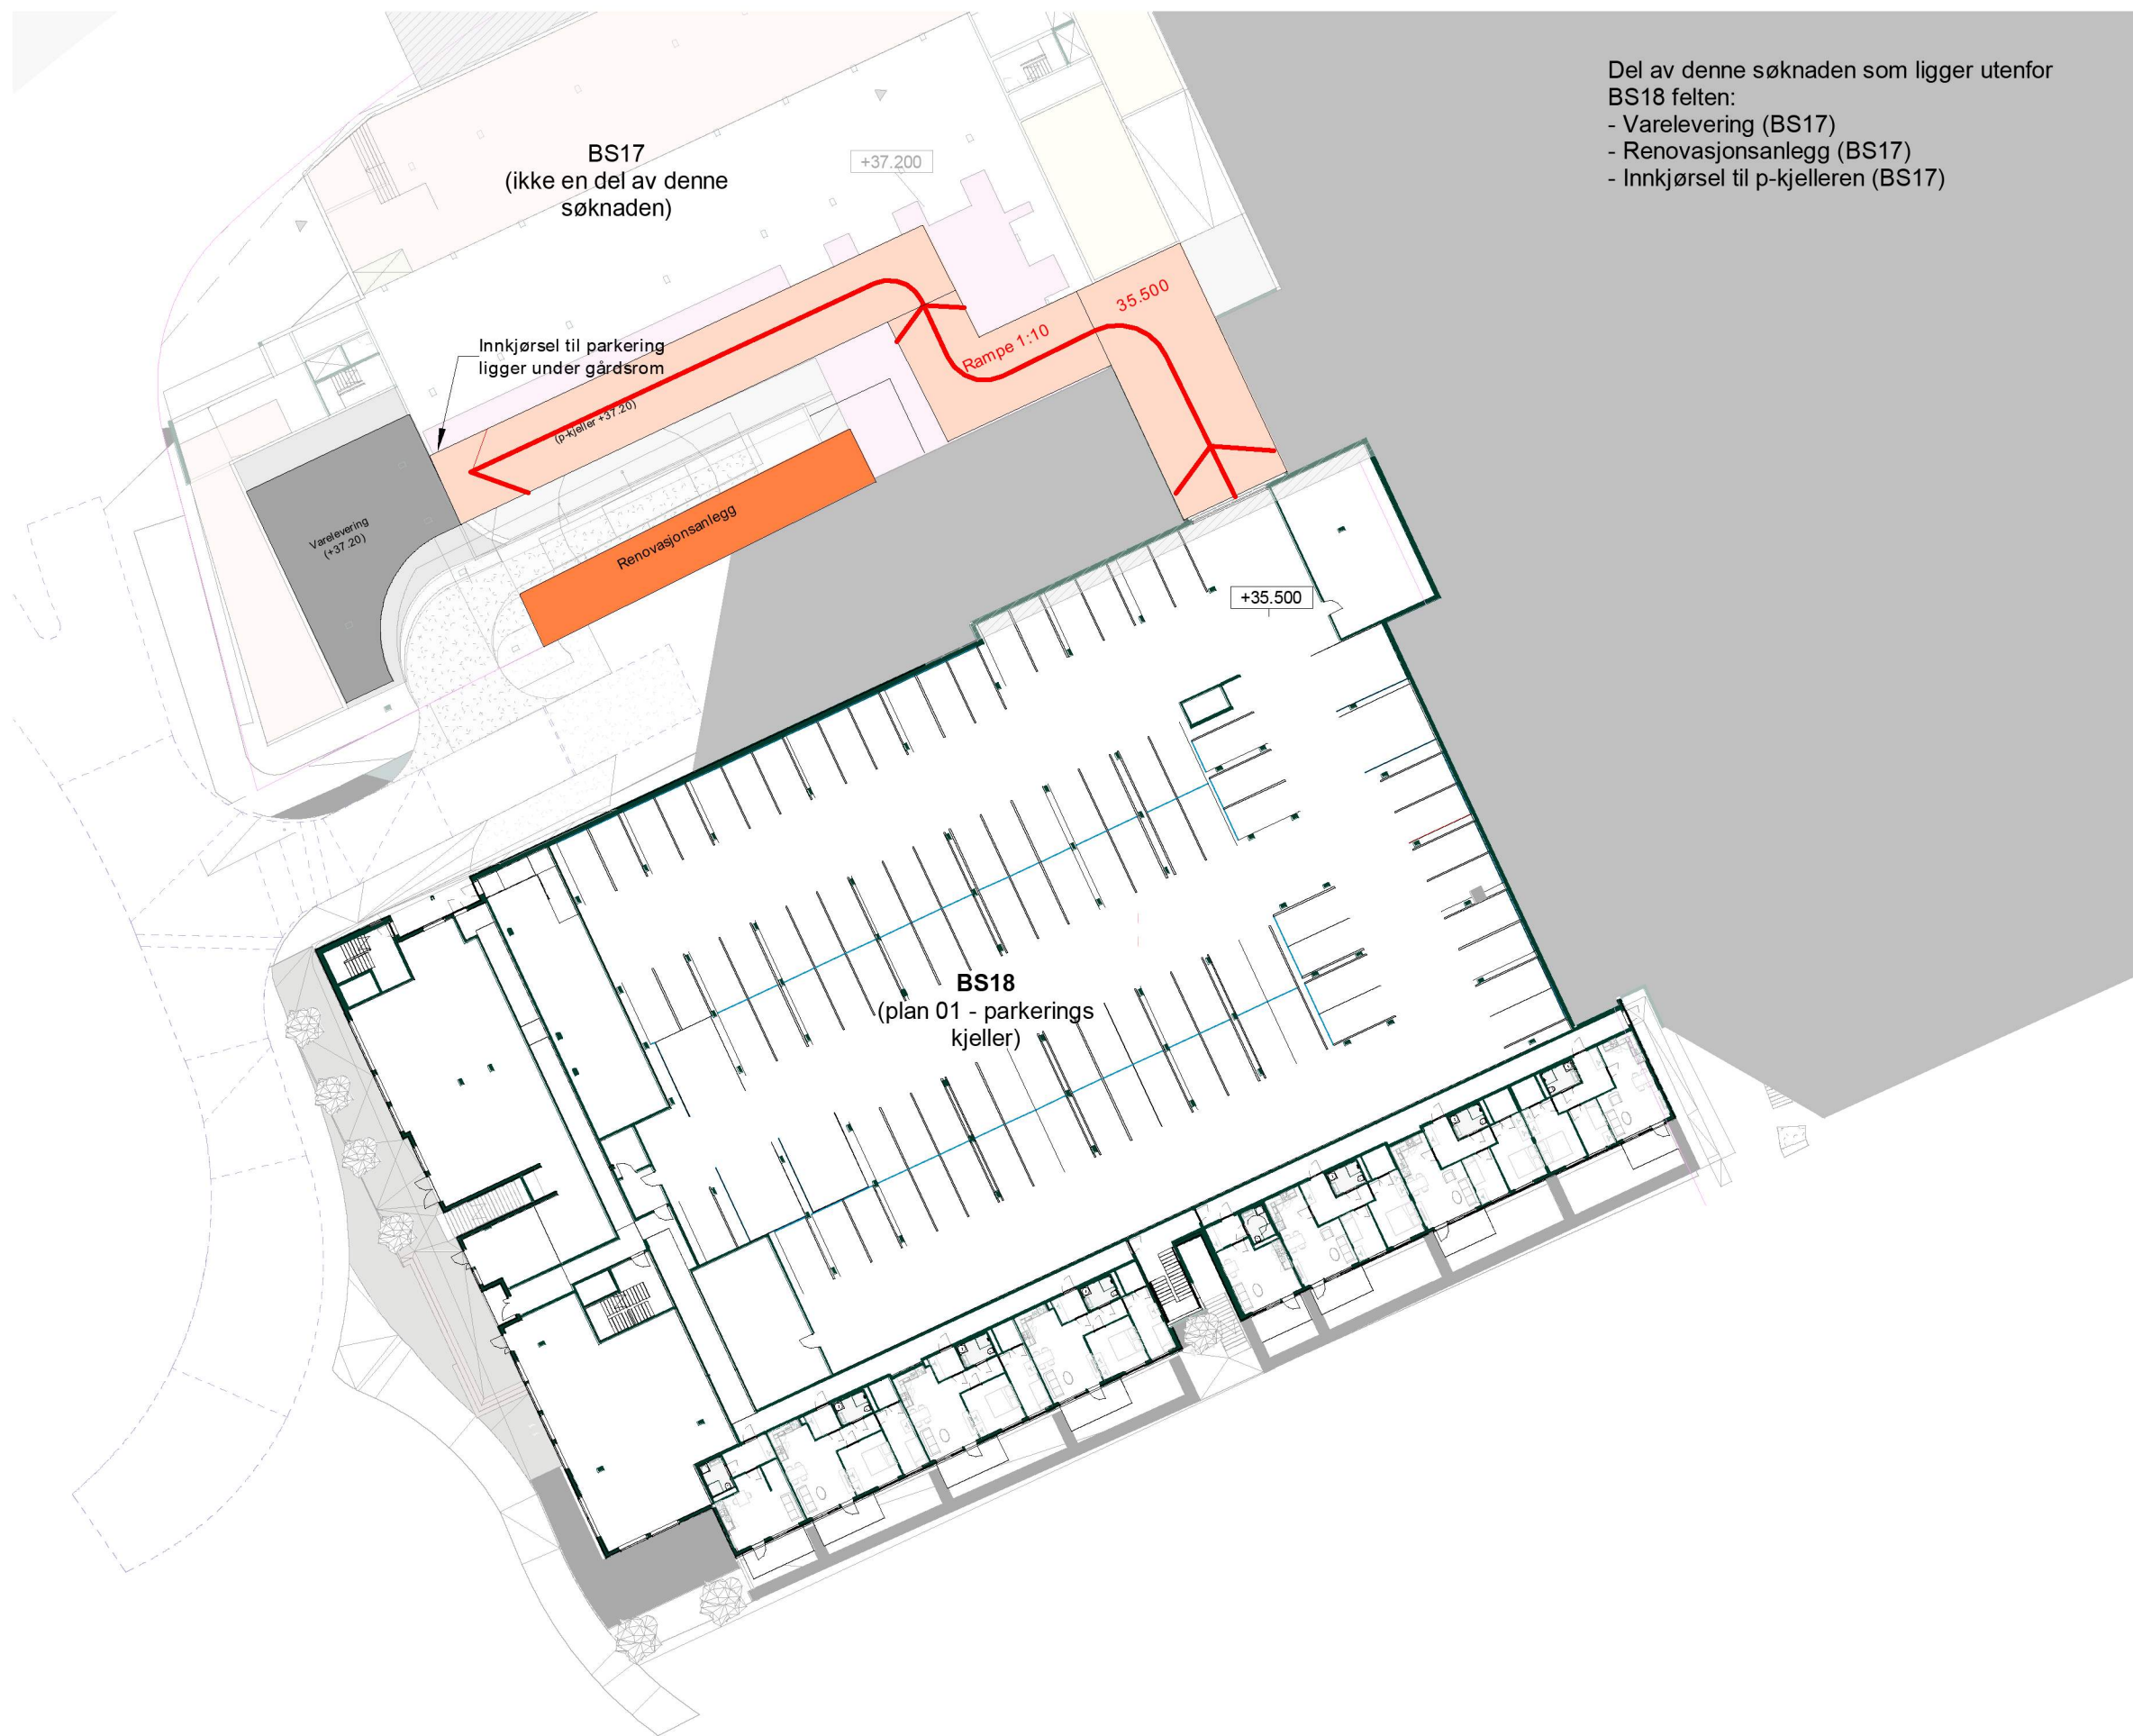 Del av denne søknaden som ligger utenfor
BS18 felten:
- Varelevering (BS17)
- Renovasjonsanlegg (BS17)
- Innkjørsel til p-kjelleren (BS17)
BS17
(ikke en del av denne
søknaden)
+37.200
35.500
Rampe 1:10
Innkjørsel til parkering
ligger under gårdsrom
(p-kjeller +37.20)
Varelevering
(+37.20)
Renovasjonsanlegg
+35.500
BS18
(plan 01 - parkerings
kjeller)